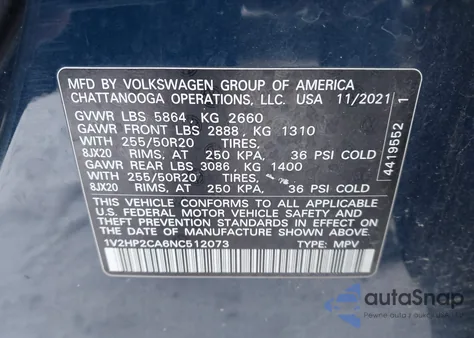 MFD BY VOLKSWAGEN GROUP OF AMERICA
CHATTANOOGA OPERATIONS, LLC. USA 11/2021
GVWR LBS 5864, KG 2660
GAWR FRONT LBS 2888, KG 1310
WITH 255/50R20 TIRES,
8JX20 RIMS, AT 250 KPA, 36 PSI COLD
GAWR REAR LBS 3086, KG 1400
WITH 255/50R20 TIRES,
8JX20 RIMS, AT 250 KPA, 36 PSI COLD
THIS VEHICLE CONFORMS TO ALL APPLICABLE
U.S. FEDERAL MOTOR VEHICLE SAFETY AND
THEFT PREVENTION STANDARDS IN EFFECT ON
THE DATE OF MANUFACTURE SHOWN ABOVE.
1V2HP2CA6NC512073 TYPE: MPV
4419552 1
autoSnap